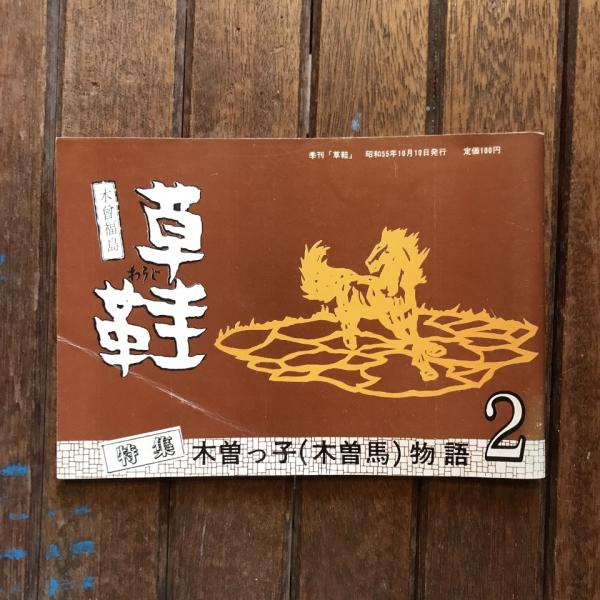 季刊「草鞋」 昭和55年10月10日発行 定価100円
木曾福島
草鞋
わらじ
特集
木曽っ子(木曽馬)物語
2